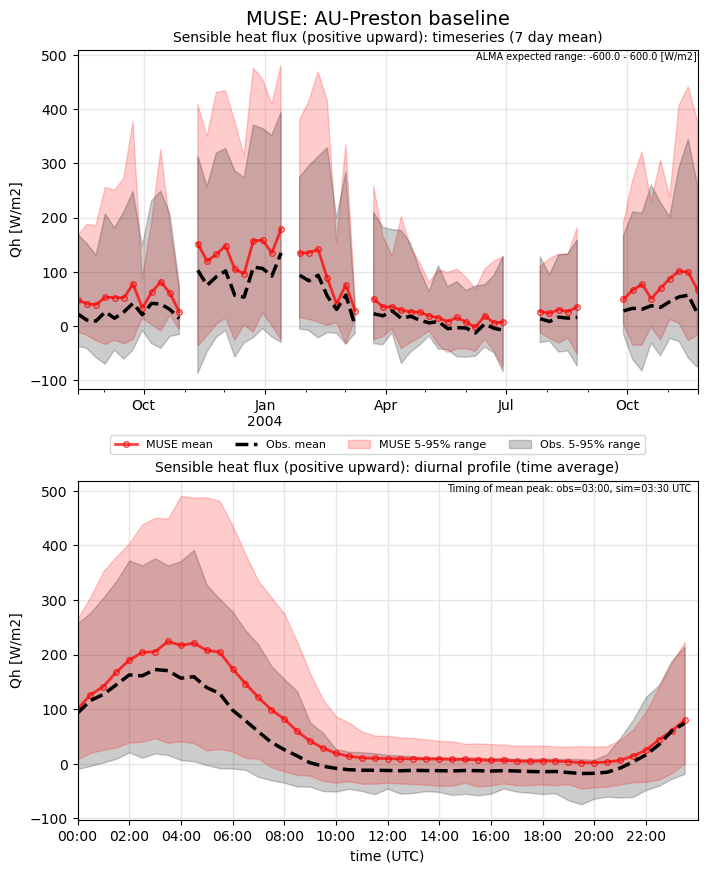 MUSE: AU-Preston baseline
Sensible heat flux (positive upward): timeseries (7 day mean)
ALMA expected range: -600.0 - 600.0 [W/m2]
500
400
300
200
100
0
−100
Qh [W/m2]
Oct
Jan
2004
Apr
Jul
Oct
MUSE mean
Obs. mean
MUSE 5-95% range
Obs. 5-95% range
Sensible heat flux (positive upward): diurnal profile (time average)
Timing of mean peak: obs=03:00, sim=03:30 UTC
500
400
300
200
100
0
−100
Qh [W/m2]
00:00 02:00 04:00 06:00 08:00 10:00 12:00 14:00 16:00 18:00 20:00 22:00
time (UTC)